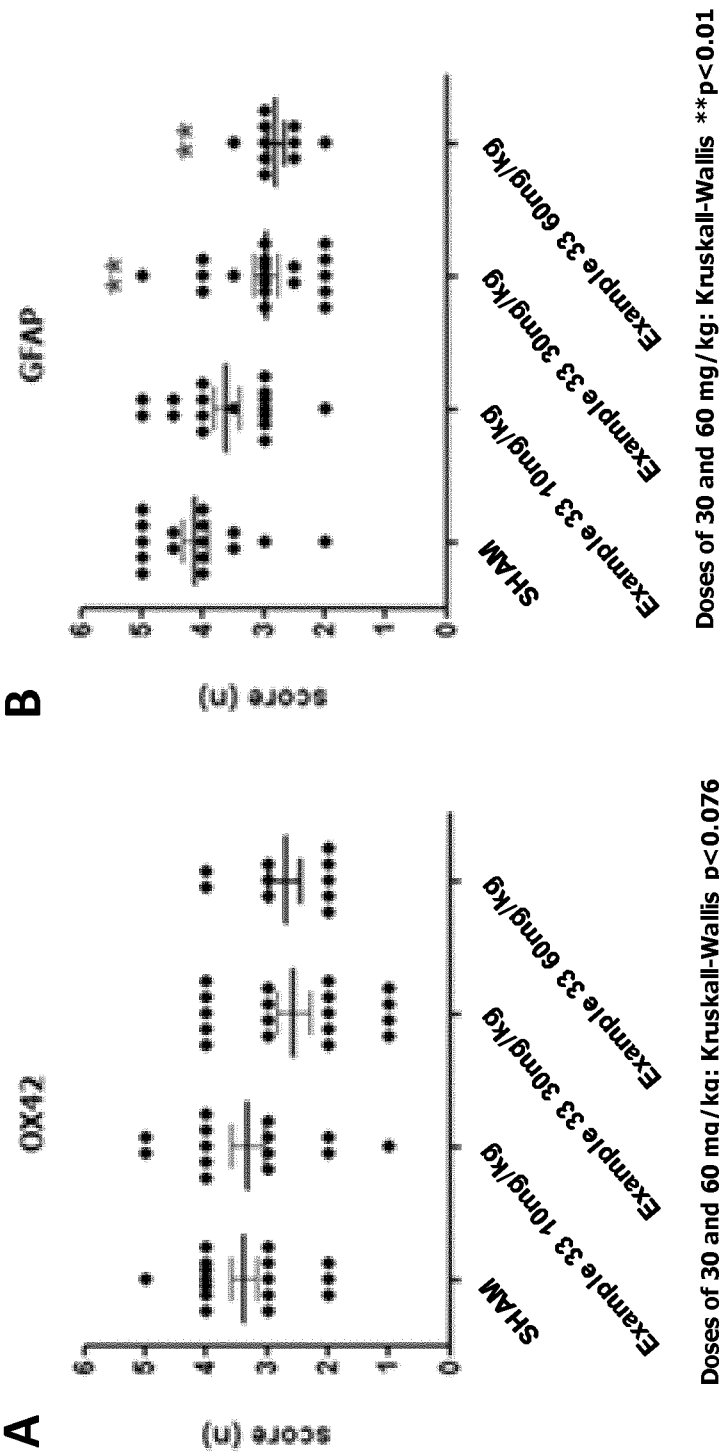 A
OX42
score (n)
6
5
4
3
2
1
0
SHAM
Example 33 10mg/kg
Example 33 30mg/kg
Example 33 60mg/kg
Doses of 30 and 60 mg/kg: Kruskall-Wallis p<0.076
B
GFAP
score (n)
6
5
4
3
2
1
0
**
**
SHAM
Example 33 10mg/kg
Example 33 30mg/kg
Example 33 60mg/kg
Doses of 30 and 60 mg/kg: Kruskall-Wallis **p<0.01